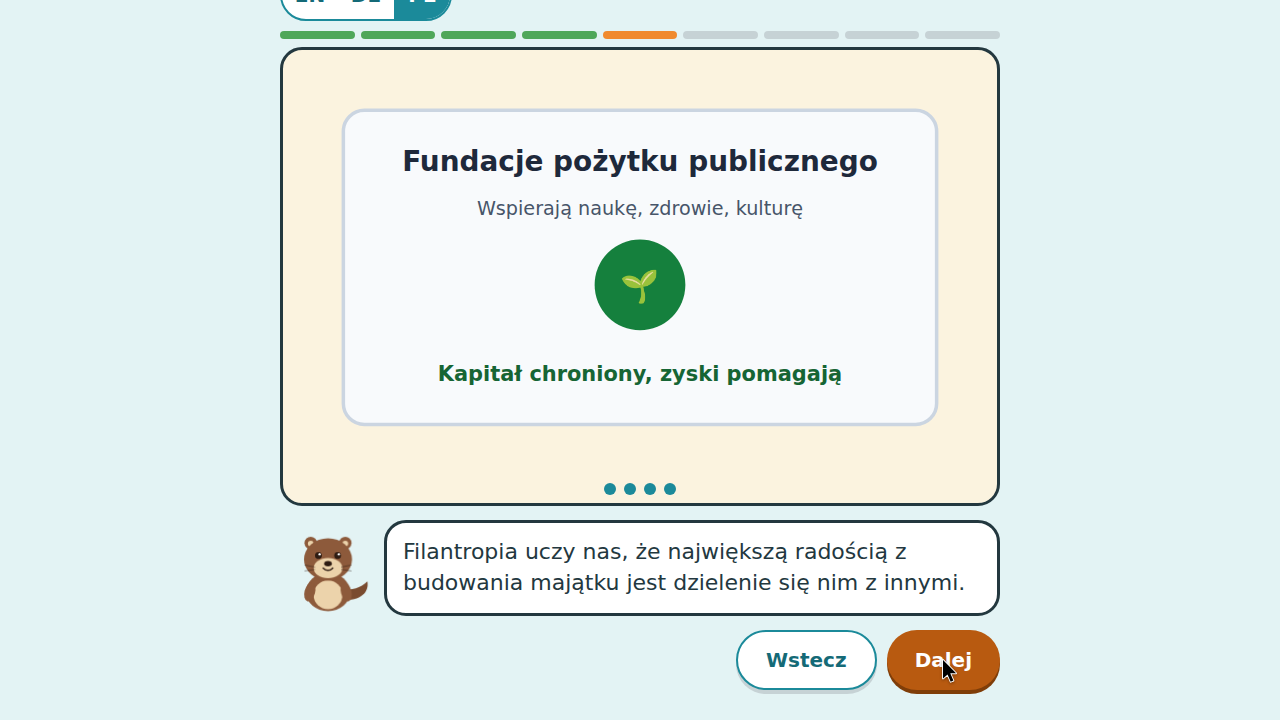 Fundacje pożytku publicznego
Wspierają naukę, zdrowie, kulturę
Kapitał chroniony, zyski pomagają
Filantropia uczy nas, że największą radością z
budowania majątku jest dzielenie się nim z innymi.
Wstecz
Dalej